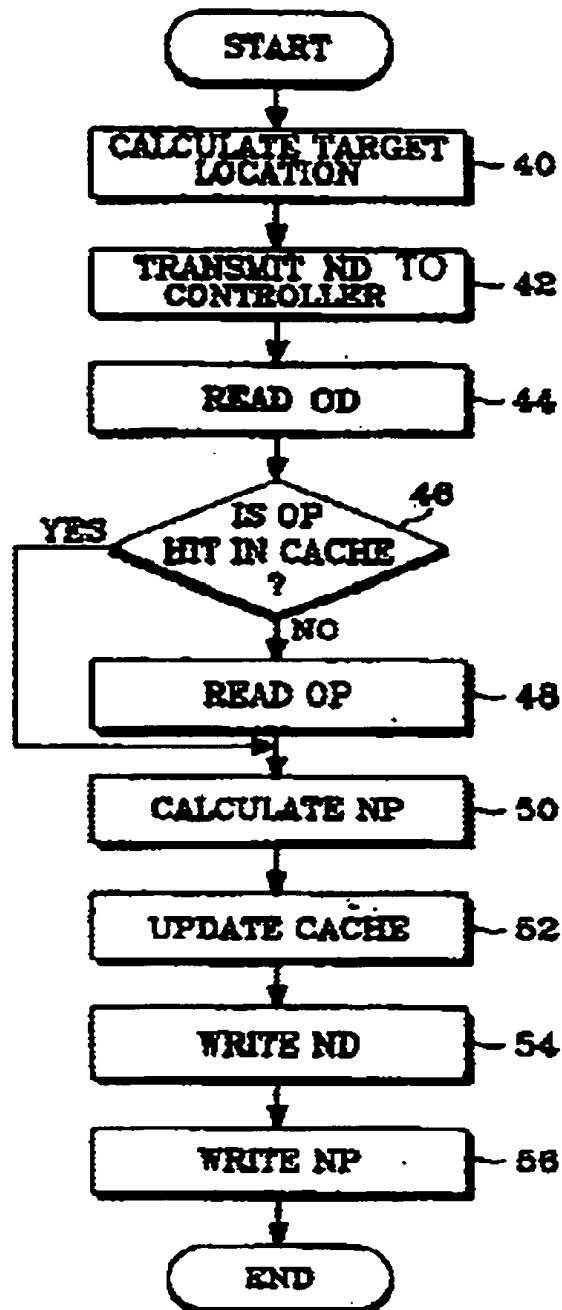 START
CALCULATE TARGET
LOCATION
40
TRANSMIT ND TO
CONTROLLER
42
READ OD
44
46
IS OP
HIT IN CACHE
?
YES
NO
READ OP
48
CALCULATE NP
50
UPDATE CACHE
52
WRITE ND
54
WRITE NP
56
END